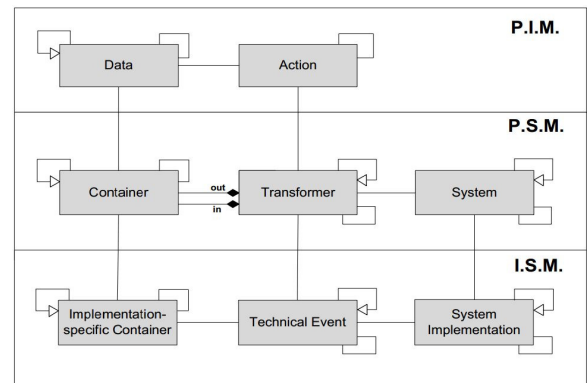 P.I.M.
Data
Action
P.S.M.
Container
out
in
Transformer
System
I.S.M.
Implementation-
specific Container
Technical Event
System
Implementation